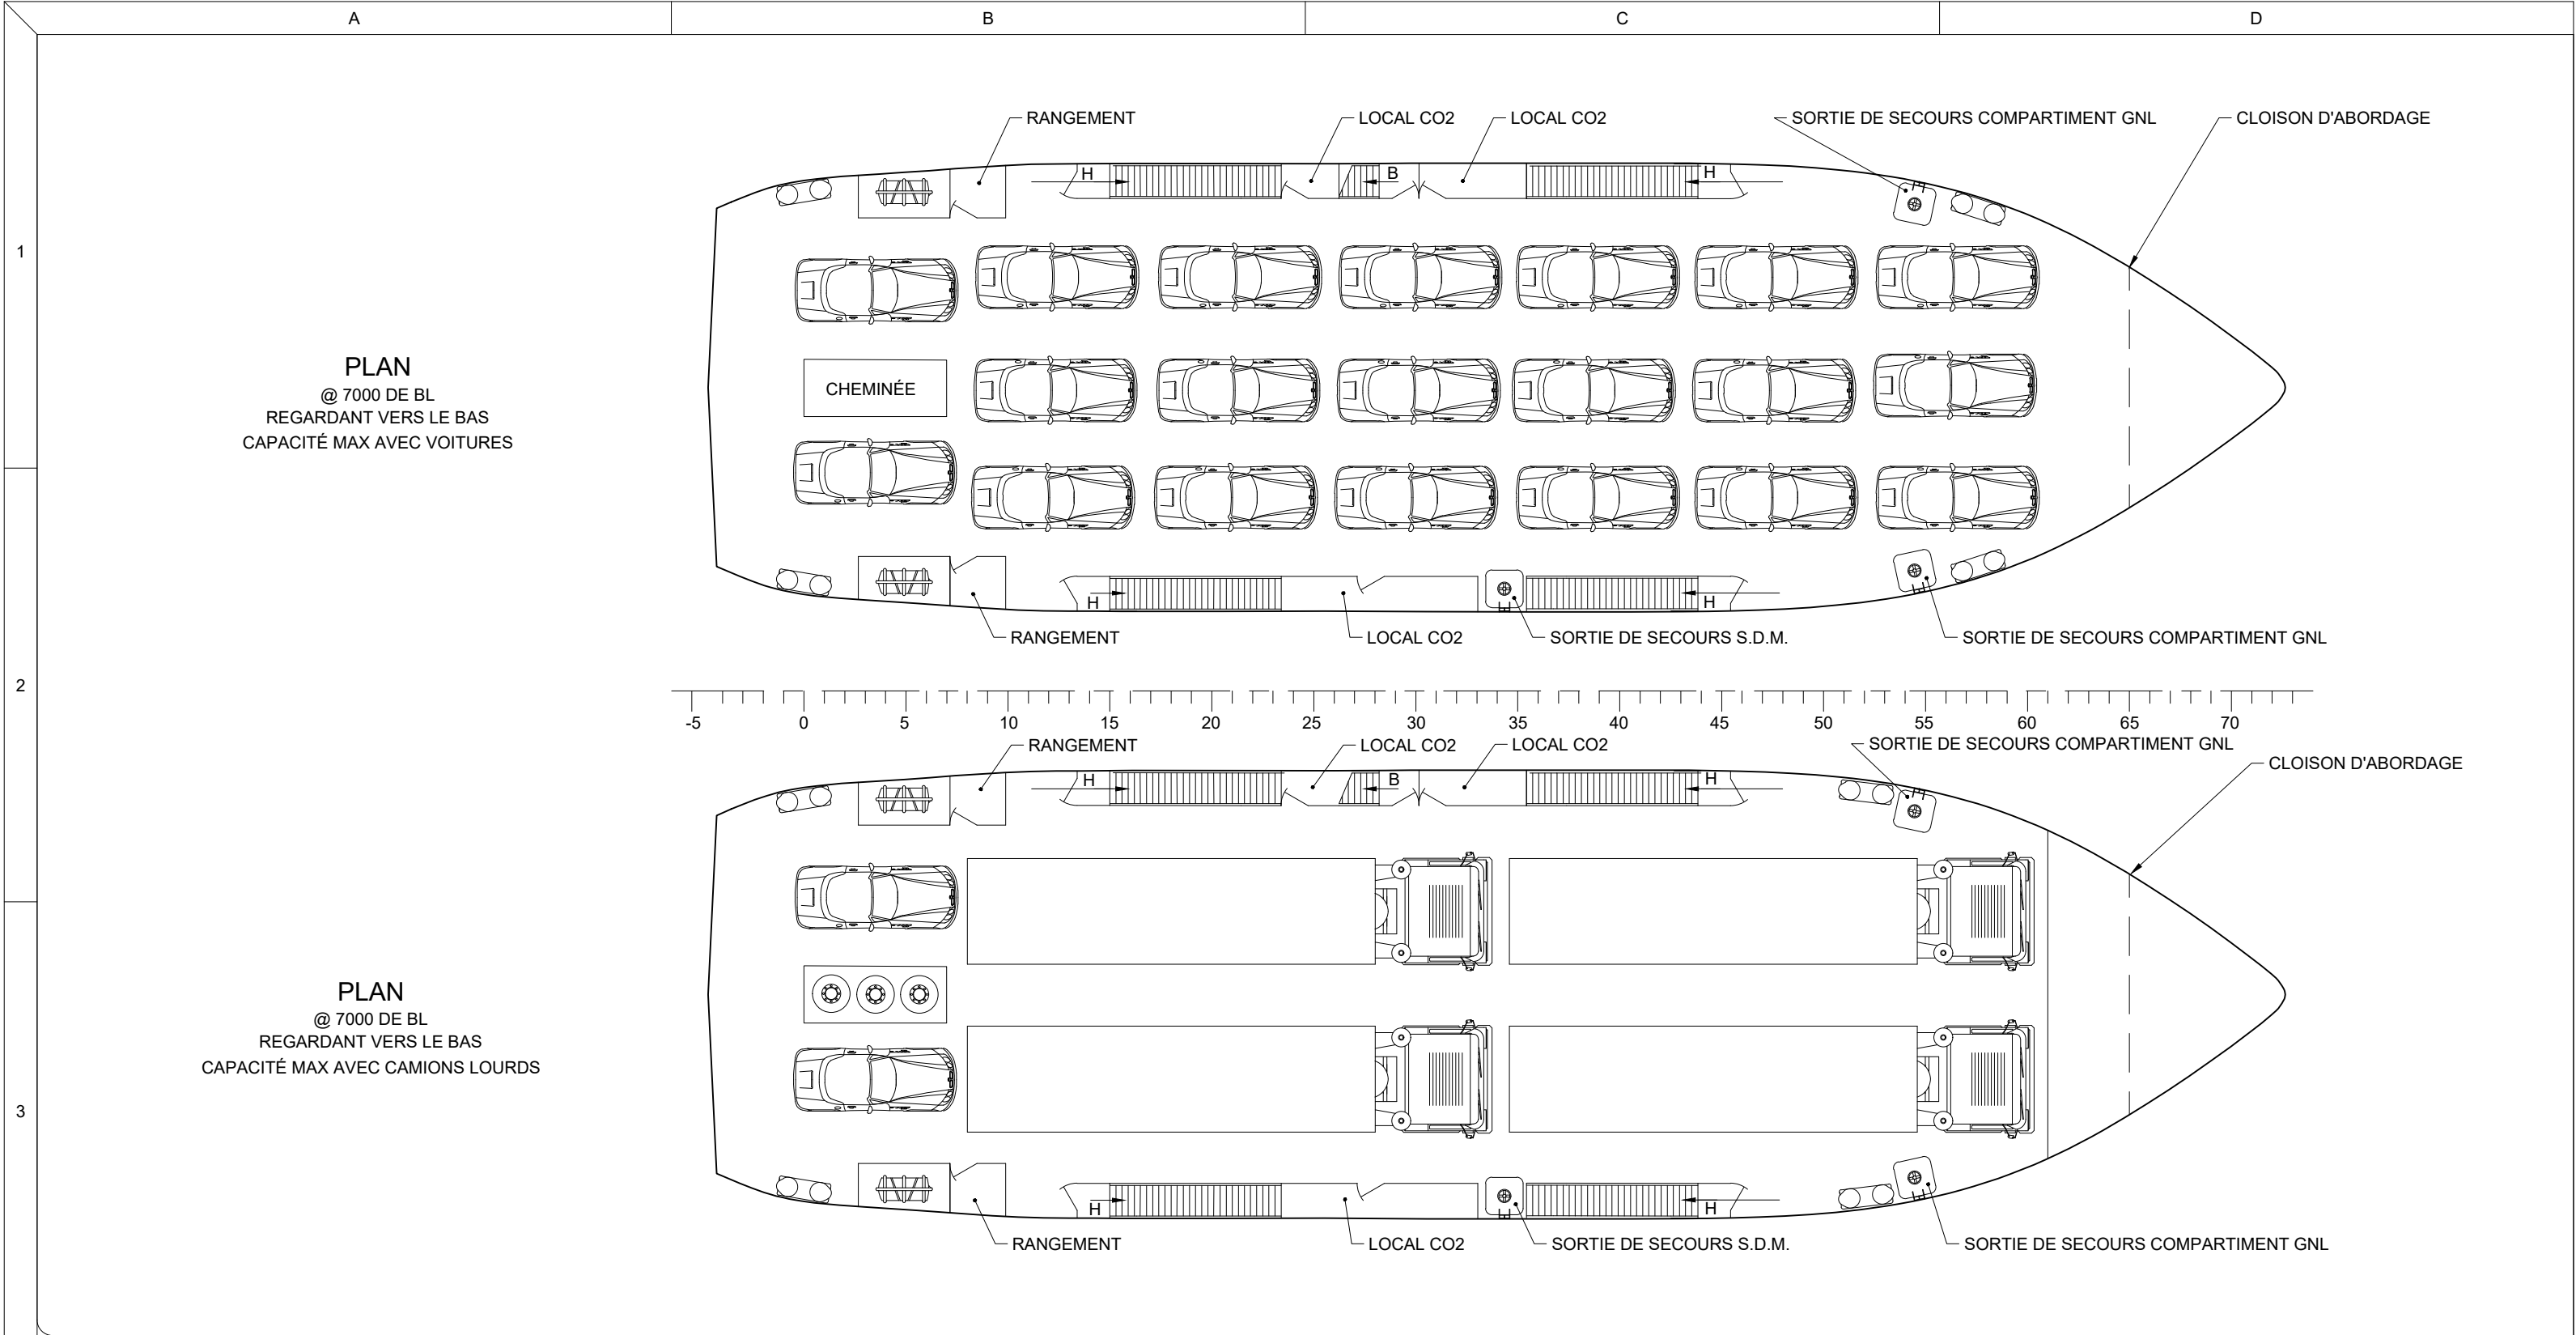 A B C D
RANGEMENT LOCAL CO2 LOCAL CO2 SORTIE DE SECOURS COMPARTIMENT GNL CLOISON D'ABORDAGE
H B H
1
PLAN
@ 7000 DE BL
REGARDANT VERS LE BAS
CAPACITÉ MAX AVEC VOITURES
CHEMINÉE
H H
RANGEMENT LOCAL CO2 SORTIE DE SECOURS S.D.M. SORTIE DE SECOURS COMPARTIMENT GNL
2
-5 0 5 10 15 20 25 30 35 40 45 50 55 60 65 70
RANGEMENT LOCAL CO2 LOCAL CO2 SORTIE DE SECOURS COMPARTIMENT GNL
CLOISON D'ABORDAGE
H B H
PLAN
@ 7000 DE BL
REGARDANT VERS LE BAS
CAPACITÉ MAX AVEC CAMIONS LOURDS
3
H H
RANGEMENT LOCAL CO2 SORTIE DE SECOURS S.D.M. SORTIE DE SECOURS COMPARTIMENT GNL